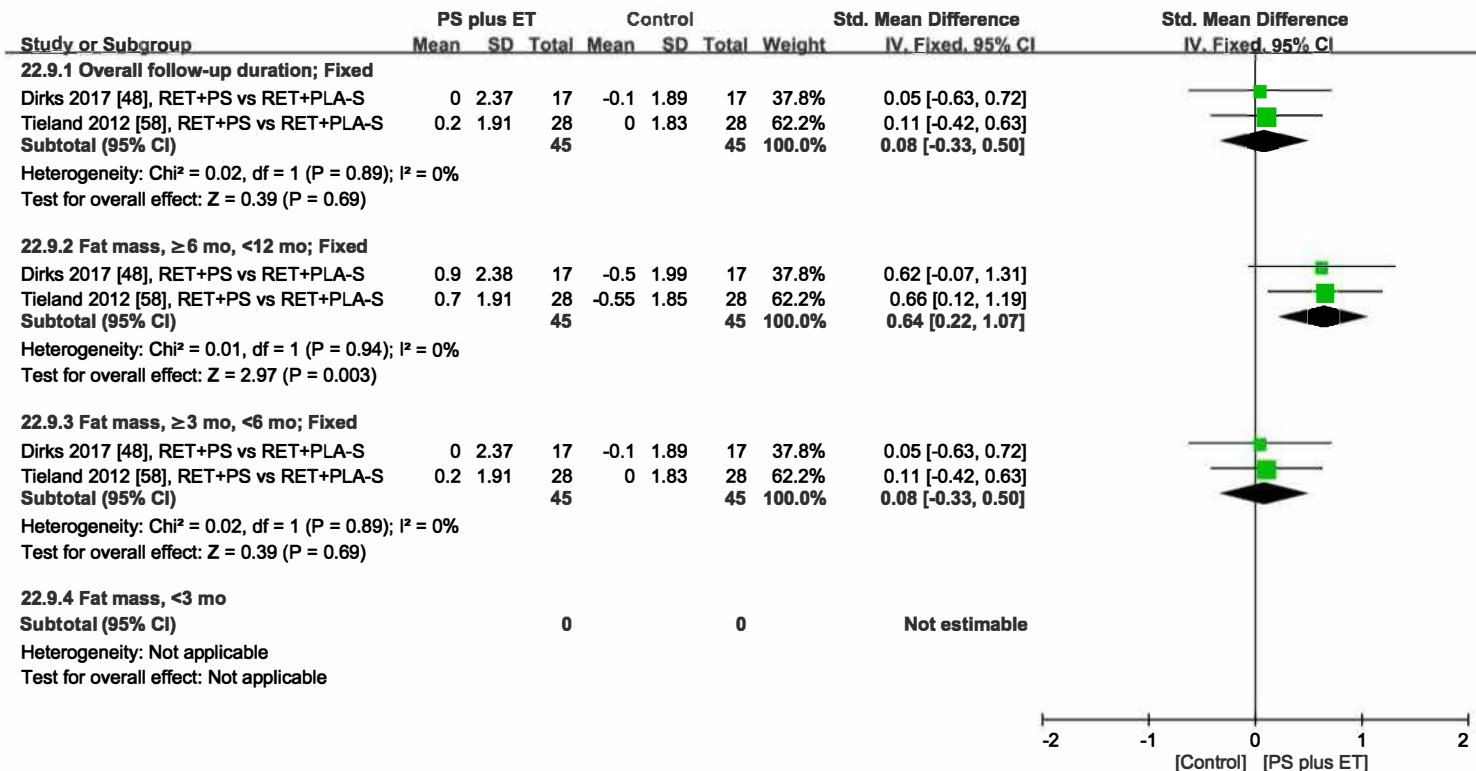 PS plus ET Control Std. Mean Difference Std. Mean Difference
Study or Subgroup Mean SD Total Mean SD Total Weight IV, Fixed, 95% CI IV, Fixed, 95% CI
22.9.1 Overall follow-up duration; Fixed
Dirks 2017 [48], RET+PS vs RET+PLA-S 0 2.37 17 -0.1 1.89 17 37.8% 0.05 [-0.63, 0.72]
Tieland 2012 [58], RET+PS vs RET+PLA-S 0.2 1.91 28 0 1.83 28 62.2% 0.11 [-0.42, 0.63]
Subtotal (95% CI) 45 45 100.0% 0.08 [-0.33, 0.50]
Heterogeneity: Chi² = 0.02, df = 1 (P = 0.89); I² = 0%
Test for overall effect: Z = 0.39 (P = 0.69)
22.9.2 Fat mass, ≥6 mo, <12 mo; Fixed
Dirks 2017 [48], RET+PS vs RET+PLA-S 0.9 2.38 17 -0.5 1.99 17 37.8% 0.62 [-0.07, 1.31]
Tieland 2012 [58], RET+PS vs RET+PLA-S 0.7 1.91 28 -0.55 1.85 28 62.2% 0.66 [0.12, 1.19]
Subtotal (95% CI) 45 45 100.0% 0.64 [0.22, 1.07]
Heterogeneity: Chi² = 0.01, df = 1 (P = 0.94); I² = 0%
Test for overall effect: Z = 2.97 (P = 0.003)
22.9.3 Fat mass, ≥3 mo, <6 mo; Fixed
Dirks 2017 [48], RET+PS vs RET+PLA-S 0 2.37 17 -0.1 1.89 17 37.8% 0.05 [-0.63, 0.72]
Tieland 2012 [58], RET+PS vs RET+PLA-S 0.2 1.91 28 0 1.83 28 62.2% 0.11 [-0.42, 0.63]
Subtotal (95% CI) 45 45 100.0% 0.08 [-0.33, 0.50]
Heterogeneity: Chi² = 0.02, df = 1 (P = 0.89); I² = 0%
Test for overall effect: Z = 0.39 (P = 0.69)
22.9.4 Fat mass, <3 mo
Subtotal (95% CI) 0 0 Not estimable
Heterogeneity: Not applicable
Test for overall effect: Not applicable
-2 -1 0 1 2
[Control] [PS plus ET]